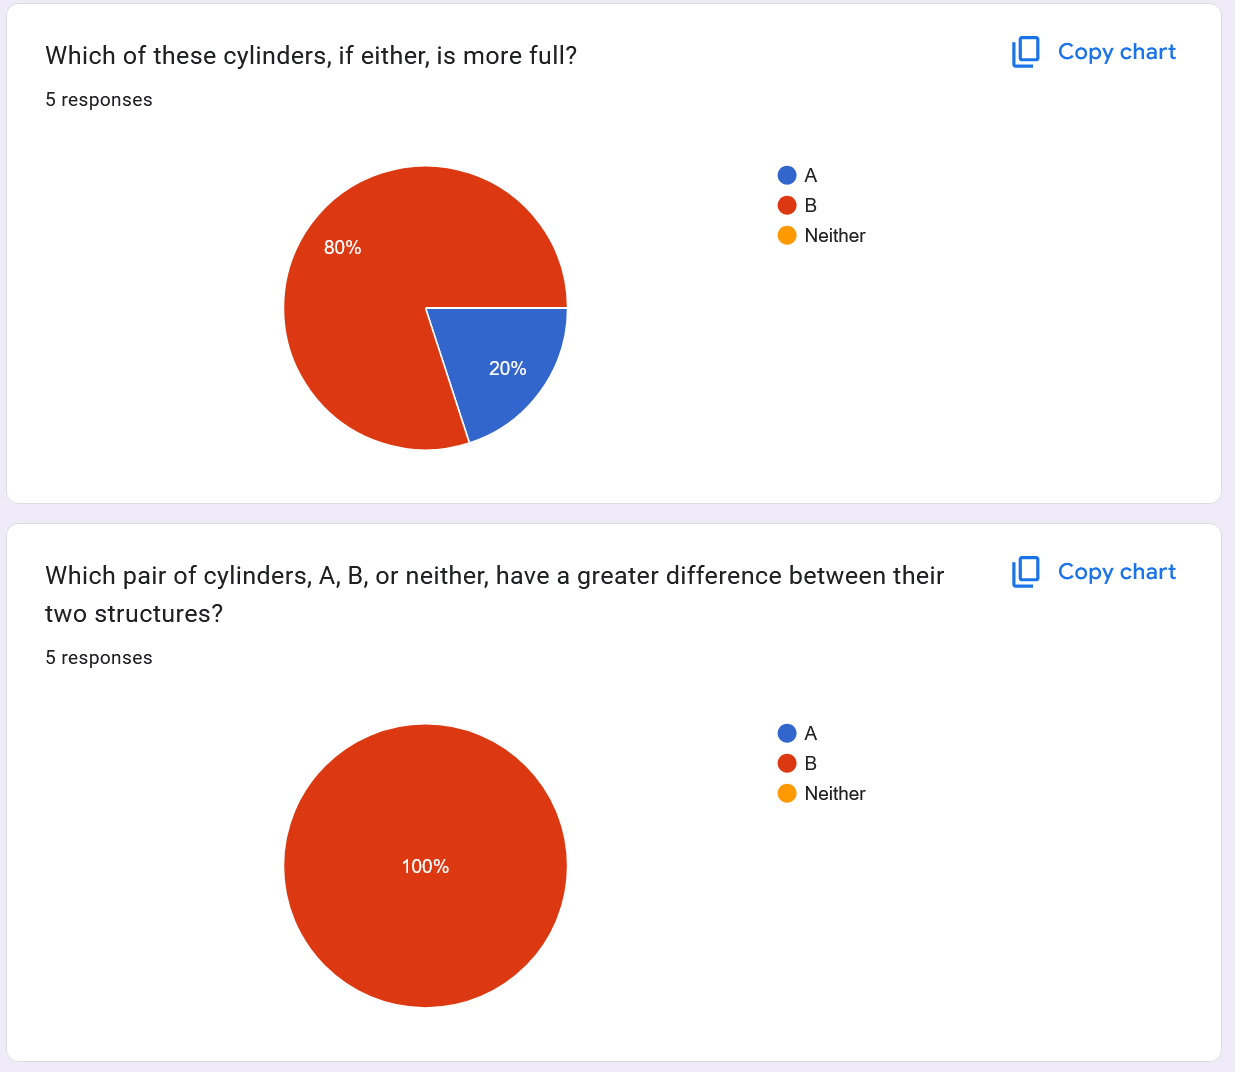 Which of these cylinders, if either, is more full?
Copy chart
5 responses
A
B
Neither
80%
20%
Which pair of cylinders, A, B, or neither, have a greater difference between their
two structures?
Copy chart
5 responses
A
B
Neither
100%